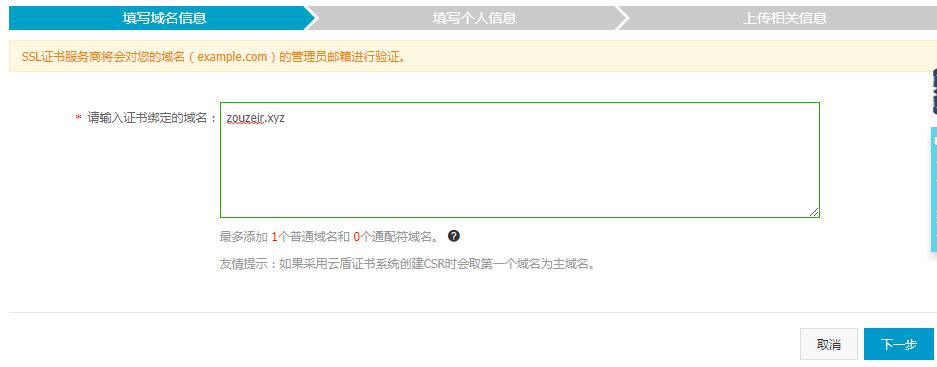 填写域名信息
填写个人信息
上传相关信息
SSL证书服务商将会对您的域名（example.com）的管理员邮箱进行验证。
* 请输入证书绑定的域名：
zouzeir.xyz
最多添加 1个普通域名和 0个通配符域名。
友情提示：如果采用云盾证书系统创建CSR时会取第一个域名为主域名。
取消
下一步